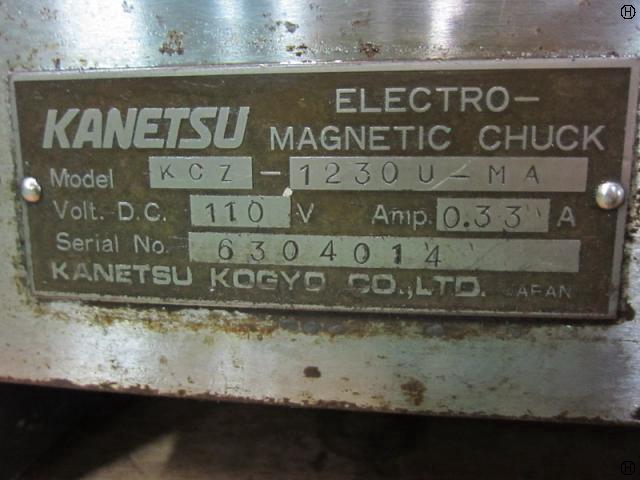 KANETSU ELECTRO-
MAGNETIC CHUCK
Model KCZ-1230U-MA
Volt. D.C. 110 V Amp. 0.33 A
Serial No. 6304014
KANETSU KOGYO CO.,LTD. JAPAN
H
H